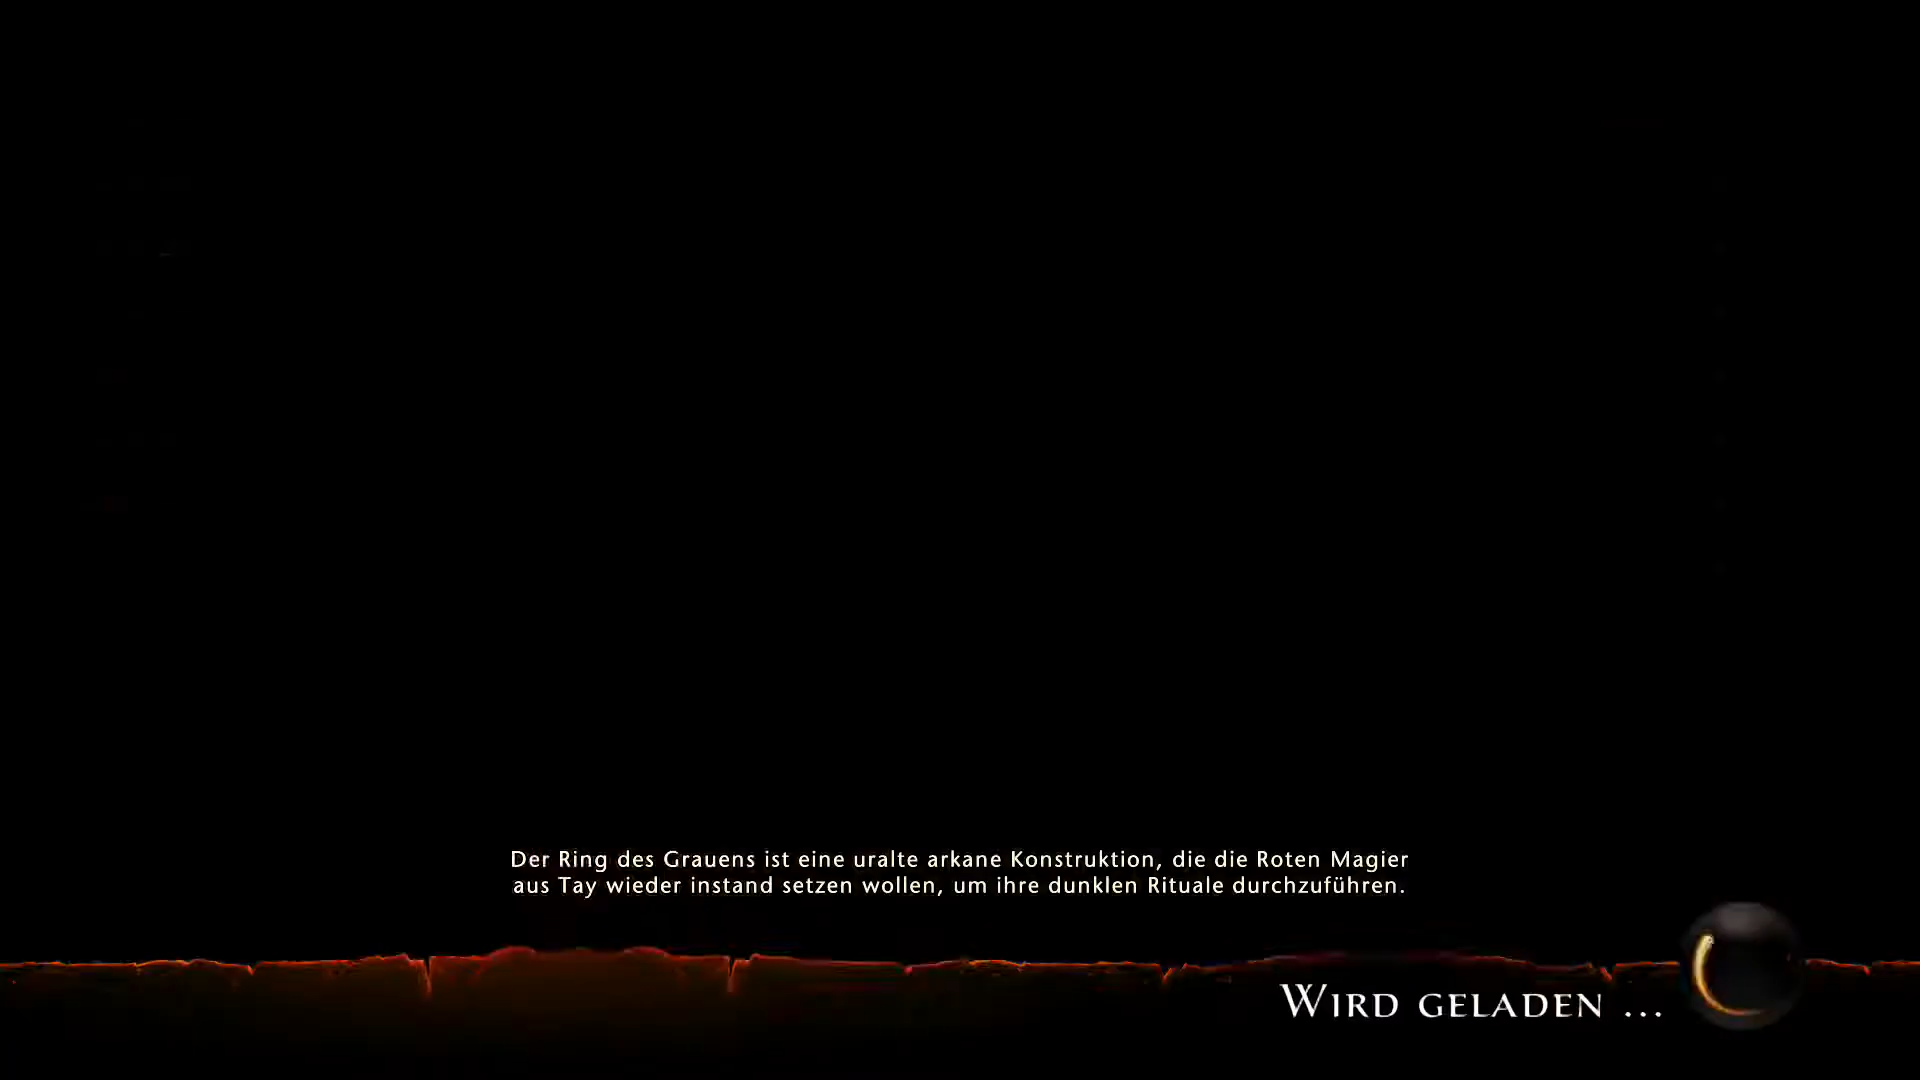 Der Ring des Grauens ist eine uralte arkane Konstruktion, die die Roten Magier
aus Tay wieder instand setzen wollen, um ihre dunklen Rituale durchzuführen.
Wird geladen ...